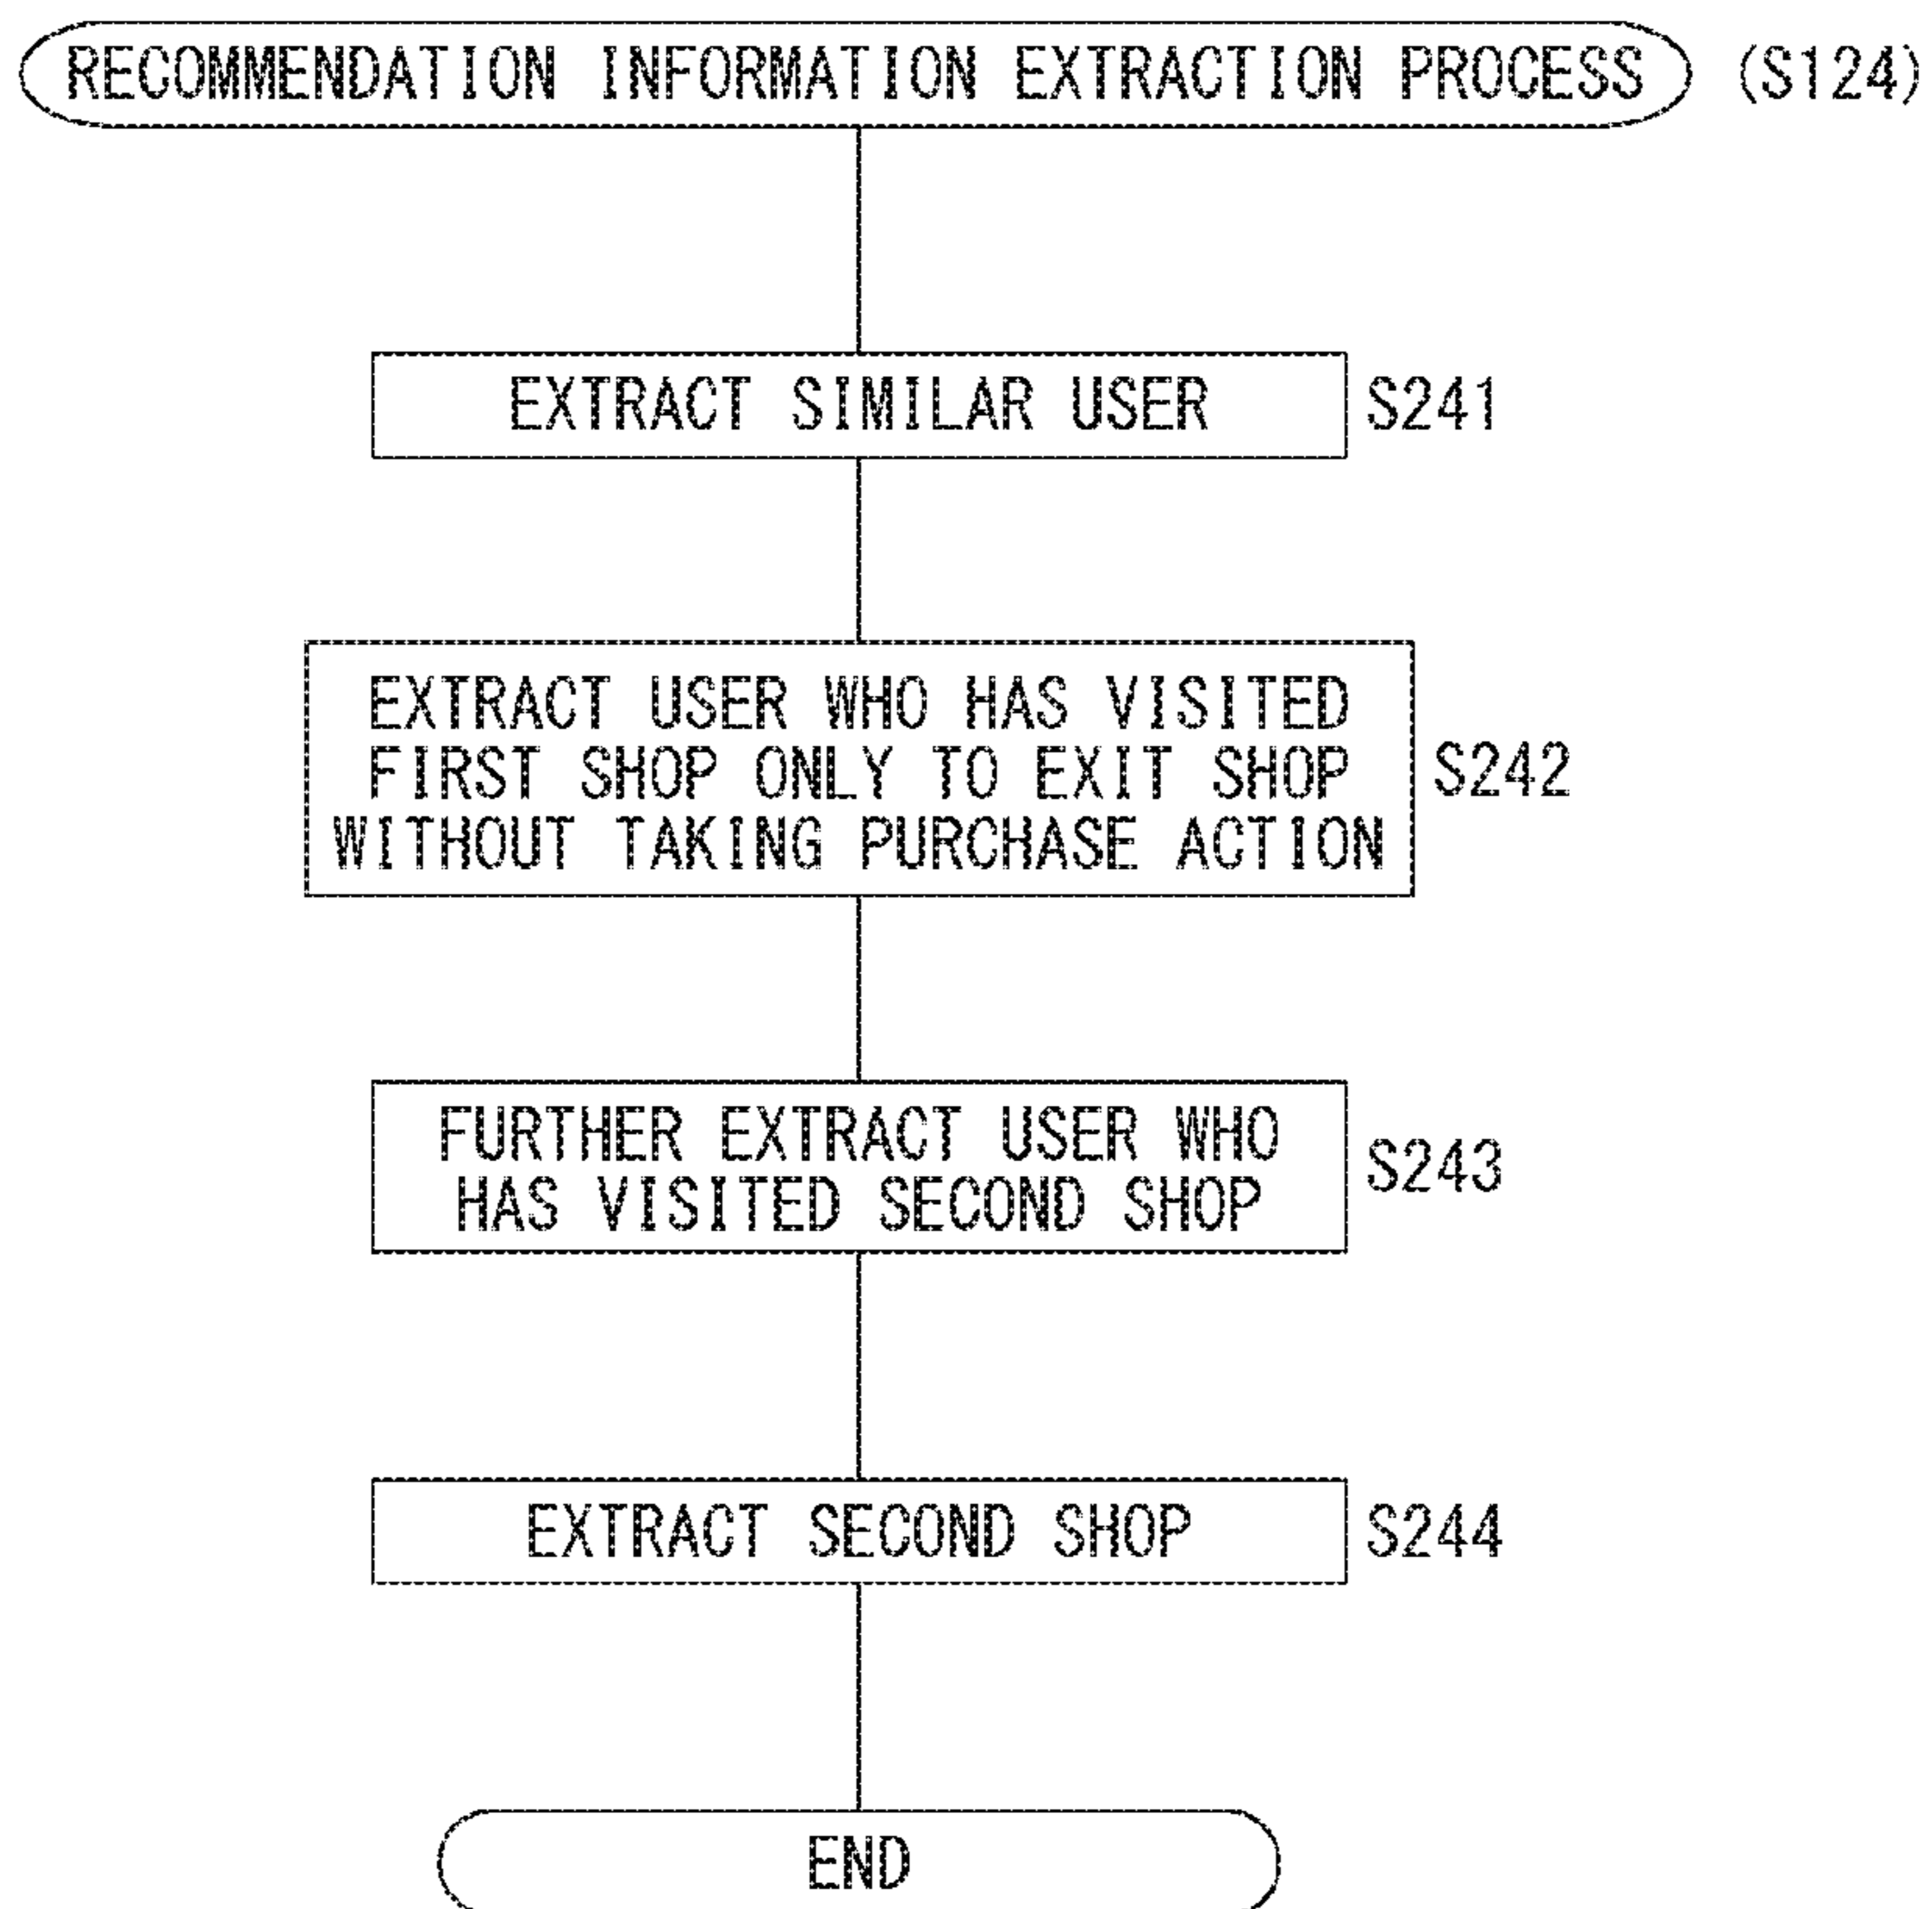 RECOMMENDATION INFORMATION EXTRACTION PROCESS (S124)
EXTRACT SIMILAR USER S241
EXTRACT USER WHO HAS VISITED
FIRST SHOP ONLY TO EXIT SHOP S242
WITHOUT TAKING PURCHASE ACTION
FURTHER EXTRACT USER WHO
HAS VISITED SECOND SHOP
S243
EXTRACT SECOND SHOP S244
END